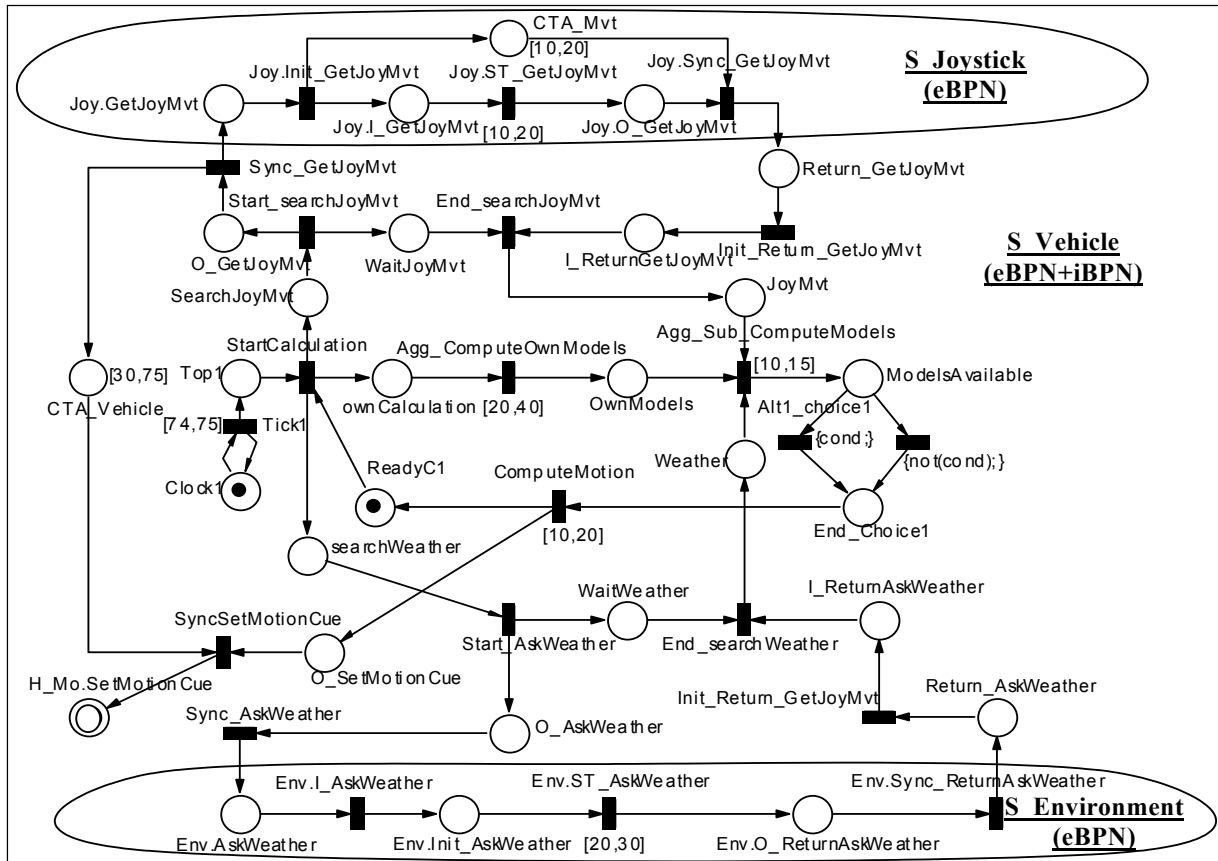 CTA_Mvt
[10,20]
Joy.Init_GetJoyMvt
Joy.ST_GetJoyMvt
Joy.Sync_GetJoyMvt
S_Joystick
(eBPN)
Joy.GetJoyMvt
Joy.I_GetJoyMvt
[10,20]
Joy.O_GetJoyMvt
Sync_GetJoyMvt
Return_GetJoyMvt
Start_searchJoyMvt
End_searchJoyMvt
O_GetJoyMvt
WaitJoyMvt
I_ReturnGetJoyMvt
Init_Return_GetJoyMvt
S_Vehicle
(eBPN+iBPN)
SearchJoyMvt
JoyMvt
StartCalculation
Agg_Sub_ComputeModels
Top1
Agg_ComputeOwnModels
[10,15]
[30,75]
CTA_Vehicle
ownCalculation
[20,40]
OwnModels
ModelsAvailable
[74,75]
Tick1
Alt1_choice1
{cond;}
{not(cond);}
Clock1
ReadyC1
ComputeMotion
Weather
[10,20]
End_Choice1
searchWeather
WaitWeather
I_ReturnAskWeather
SyncSetMotionCue
Start_AskWeather
End_searchWeather
H_Mo.SetMotionCue
O_SetMotionCue
Init_Return_GetJoyMvt
Return_AskWeather
Sync_AskWeather
O_AskWeather
Env.I_AskWeather
Env.ST_AskWeather
Env.Sync_ReturnAskWeather
S_Environment
(eBPN)
Env.AskWeather
Env.Init_AskWeather
[20,30]
Env.O_ReturnAskWeather